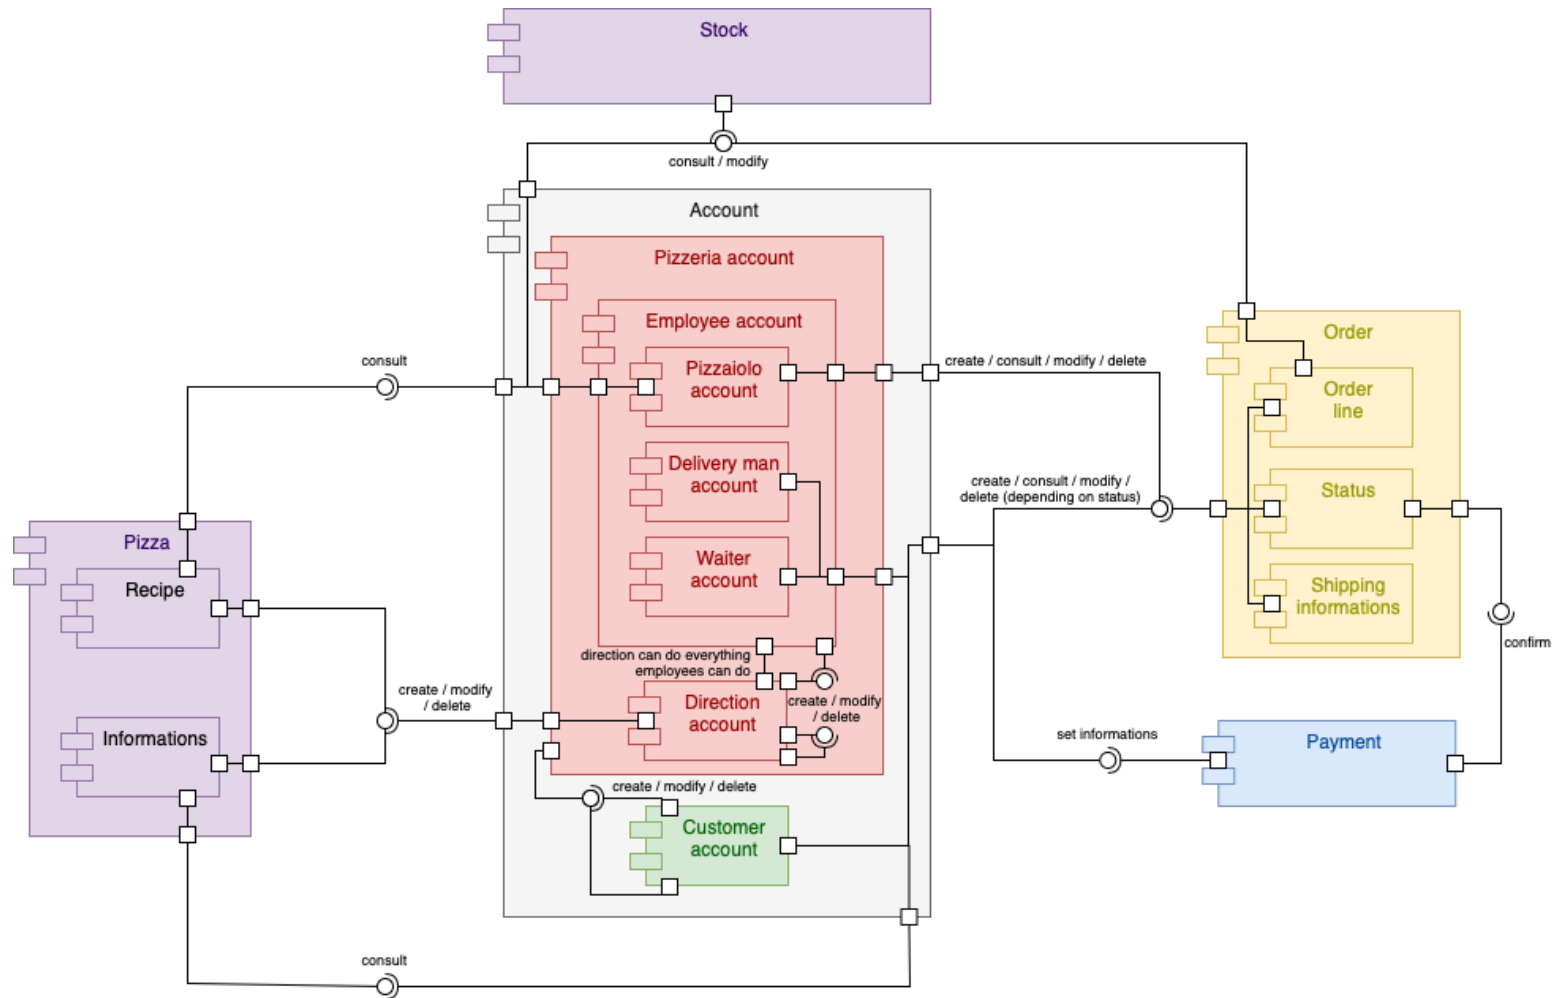 Stock
consult / modify
Account
Pizzeria account
Employee account
Pizzaiolo
account
consult
create / consult / modify / delete
Order
Order
line
Delivery man
account
create / consult / modify /
delete (depending on status)
Status
Pizza
Recipe
Waiter
account
Shipping
informations
confirm
direction can do everything
employees can do
create / modify
/ delete
Direction
account
create / modify
/ delete
Informations
set informations
Payment
create / modify / delete
Customer
account
consult